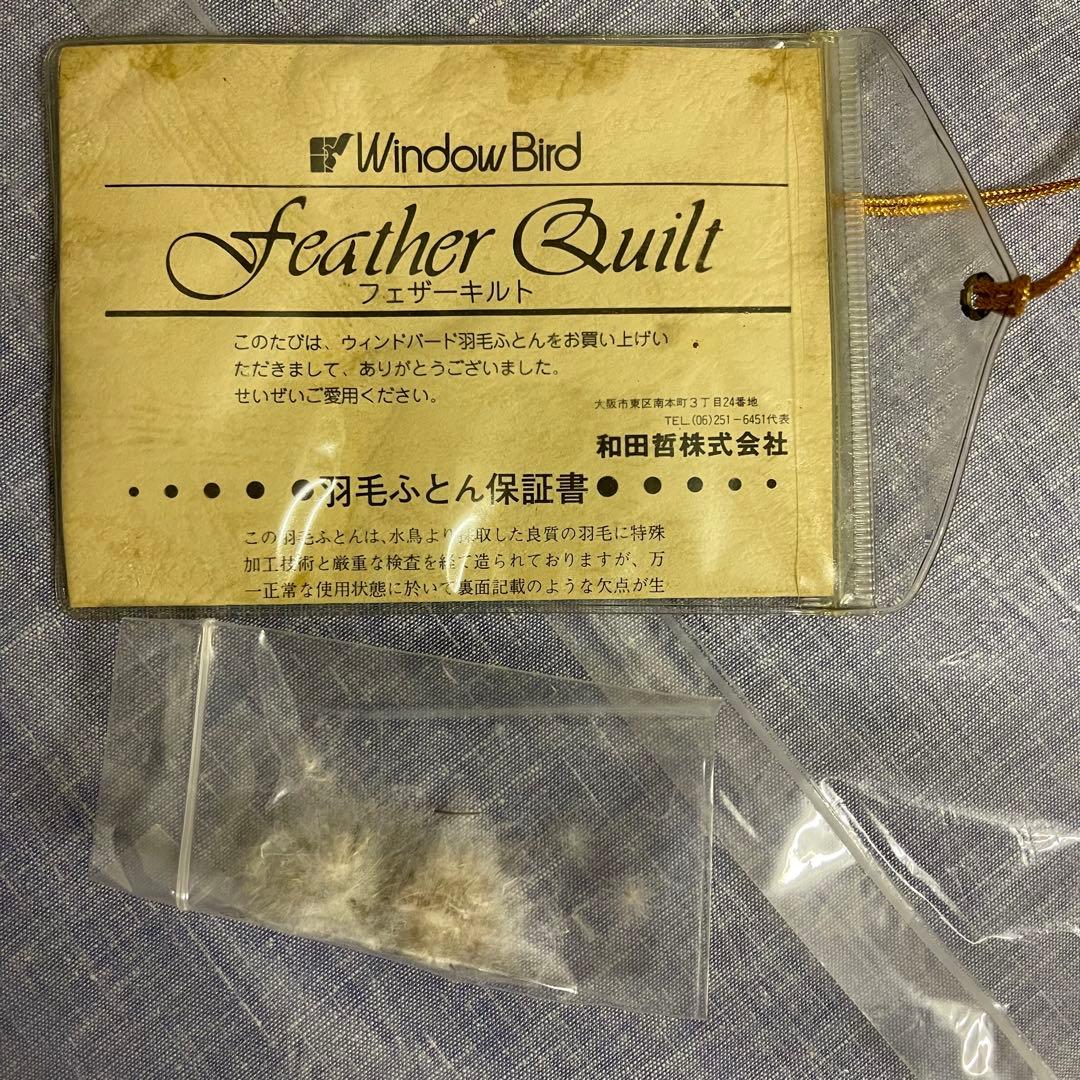 Window Bird
Feather Quilt
フェザーキルト
このたびは、ウィンドバード羽毛ふとんをお買い上げい
ただきまして、ありがとうございました。
せいぜいご愛用ください。
大阪市東区南本町3丁目24番地
TEL.(06)251-6451代表
和田哲株式会社
羽毛ふとん保証書
この羽毛ふとんは、水鳥より採取した良質の羽毛に特殊
加工技術と厳重な検査を経て造られておりますが、万
一正常な使用状態に於いて裏面記載のような欠点が生